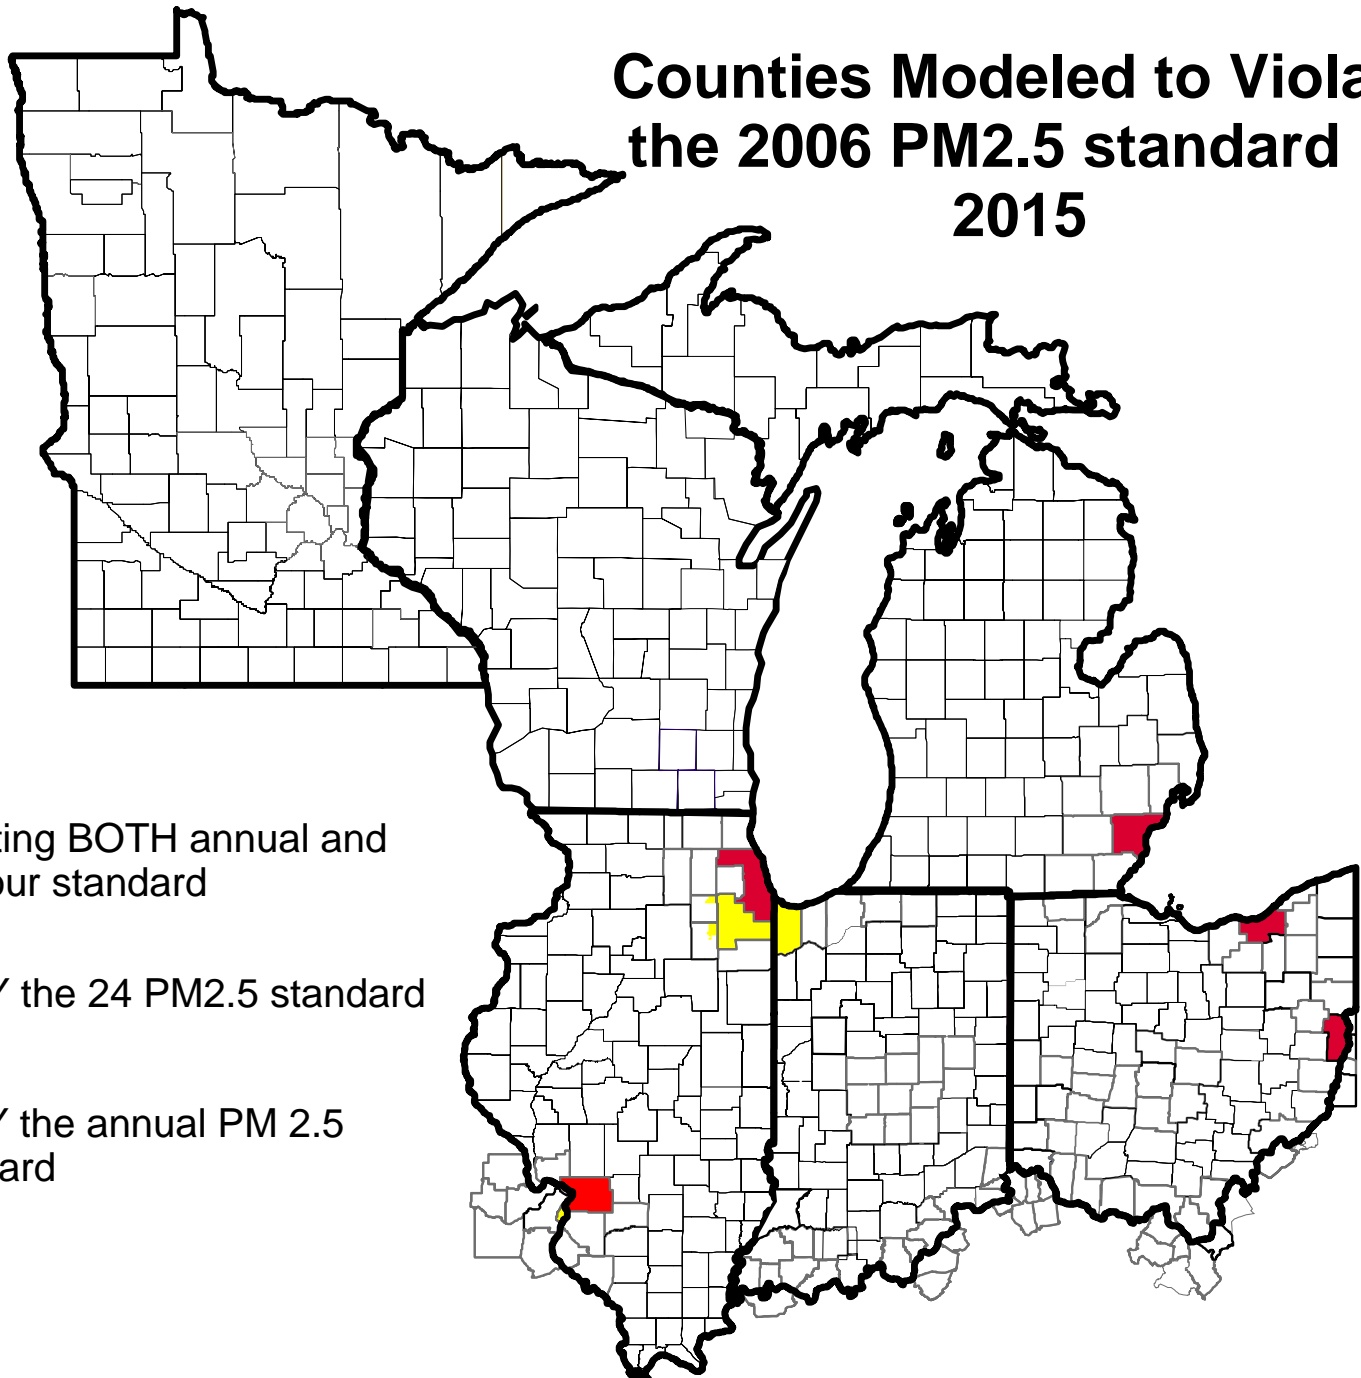 Counties Modeled to Viola
the 2006 PM2.5 standard
2015
ting BOTH annual and
our standard
Y the 24 PM2.5 standard
Y the annual PM 2.5
ard